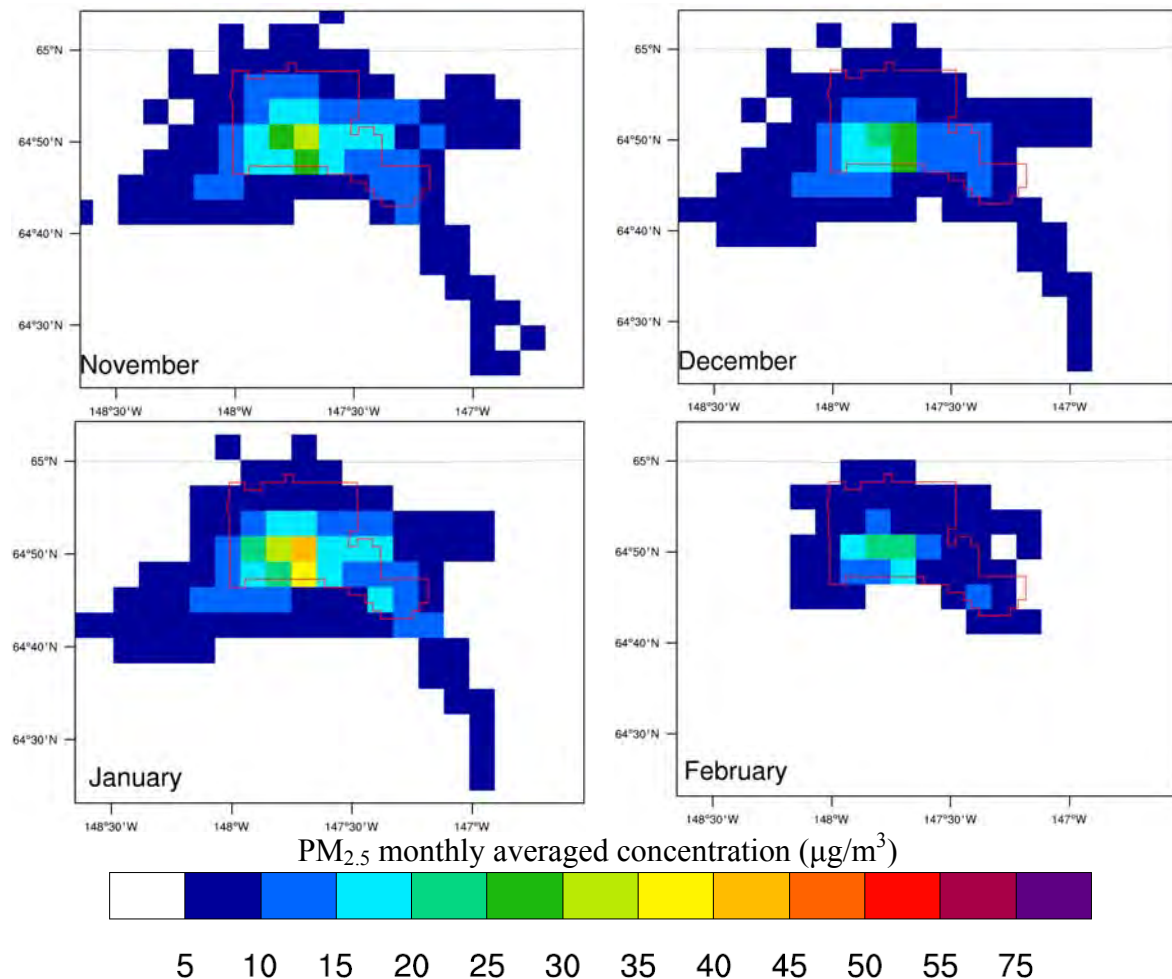 65°N
64°50'N
64°40'N
64°30'N
November
148°30'W 148°W 147°30'W 147°W
65°N
64°50'N
64°40'N
64°30'N
December
148°30'W 148°W 147°30'W 147°W
65°N
64°50'N
64°40'N
64°30'N
January
148°30'W 148°W 147°30'W 147°W
65°N
64°50'N
64°40'N
64°30'N
February
148°30'W 148°W 147°30'W 147°W
PM2.5 monthly averaged concentration (μg/m³)
5 10 15 20 25 30 35 40 45 50 55 75